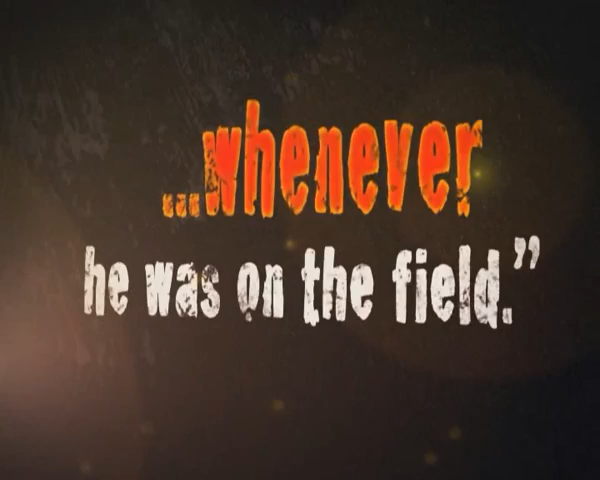 ...whenever
he was on the field.”